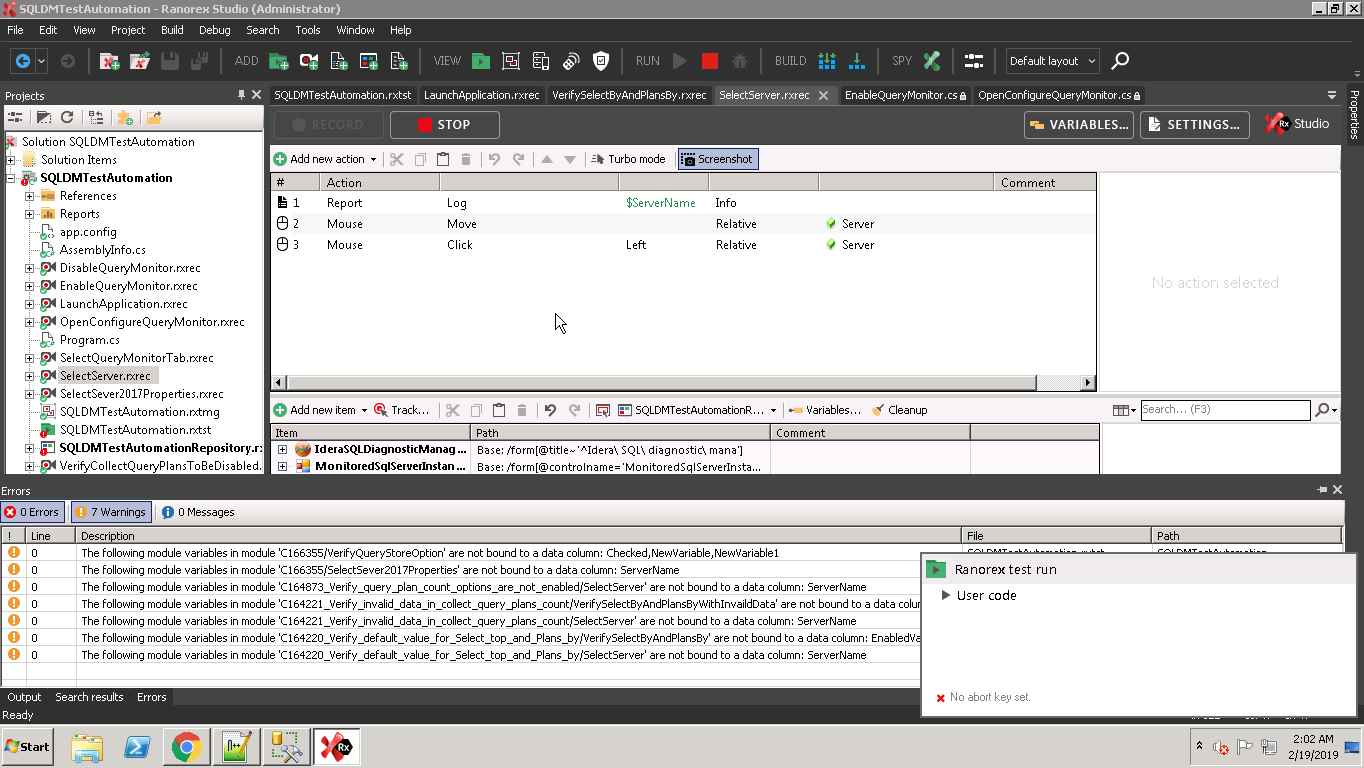 SQLDMTestAutomation - Ranorex Studio (Administrator)
File Edit View Project Build Debug Search Tools Window Help
ADD VIEW RUN BUILD SPY Default layout
Projects
SQLDMTestAutomation.rxtst LaunchApplication.rxrec VerifySelectByAndPlansBy.rxrec SelectServer.rxrec EnableQueryMonitor.cs OpenConfigureQueryMonitor.cs
Properties
RECORD STOP VARIABLES... SETTINGS... Rx Studio
Solution SQLDMTestAutomation
Solution Items
SQLDMTestAutomation
References
Reports
app.config
AssemblyInfo.cs
DisableQueryMonitor.rxrec
EnableQueryMonitor.rxrec
LaunchApplication.rxrec
OpenConfigureQueryMonitor.rxrec
Program.cs
SelectQueryMonitorTab.rxrec
SelectServer.rxrec
SelectSever2017Properties.rxrec
SQLDMTestAutomation.rxtmg
SQLDMTestAutomation.rxtst
SQLDMTestAutomationRepository.r:
VerifyCollectQueryPlansToBeDisabled.
Add new action Turbo mode Screenshot
# Action Comment
1 Report Log $ServerName Info
2 Mouse Move Relative Server
3 Mouse Click Left Relative Server
No action selected
Add new item Track... SQLDMTestAutomationR... Variables... Cleanup Search... (F3)
Item Path Comment
IderaSQLDiagnosticManag ... Base: /form[@title~'^Idera\ SQL\ diagnostic\ mana']
MonitoredSqlServerInstan ... Base: /form[@controlname='MonitoredSqlServerInsta...
Errors
0 Errors 7 Warnings 0 Messages
! Line Description File Path
0 The following module variables in module 'C166355/VerifyQueryStoreOption' are not bound to a data column: Checked,NewVariable,NewVariable1
0 The following module variables in module 'C166355/SelectSever2017Properties' are not bound to a data column: ServerName
0 The following module variables in module 'C164873_Verify_query_plan_count_options_are_not_enabled/SelectServer' are not bound to a data column: ServerName
0 The following module variables in module 'C164221_Verify_invalid_data_in_collect_query_plans_count/VerifySelectByAndPlansByWithInvaildData' are not bound to a data colu
0 The following module variables in module 'C164221_Verify_invalid_data_in_collect_query_plans_count/SelectServer' are not bound to a data column: ServerName
0 The following module variables in module 'C164220_Verify_default_value_for_Select_top_and_Plans_by/VerifySelectByAndPlansBy' are not bound to a data column: EnabledVa
0 The following module variables in module 'C164220_Verify_default_value_for_Select_top_and_Plans_by/SelectServer' are not bound to a data column: ServerName
Ranorex test run
User code
No abort key set.
Output Search results Errors
Ready
Start Rx 2:02 AM
2/19/2019